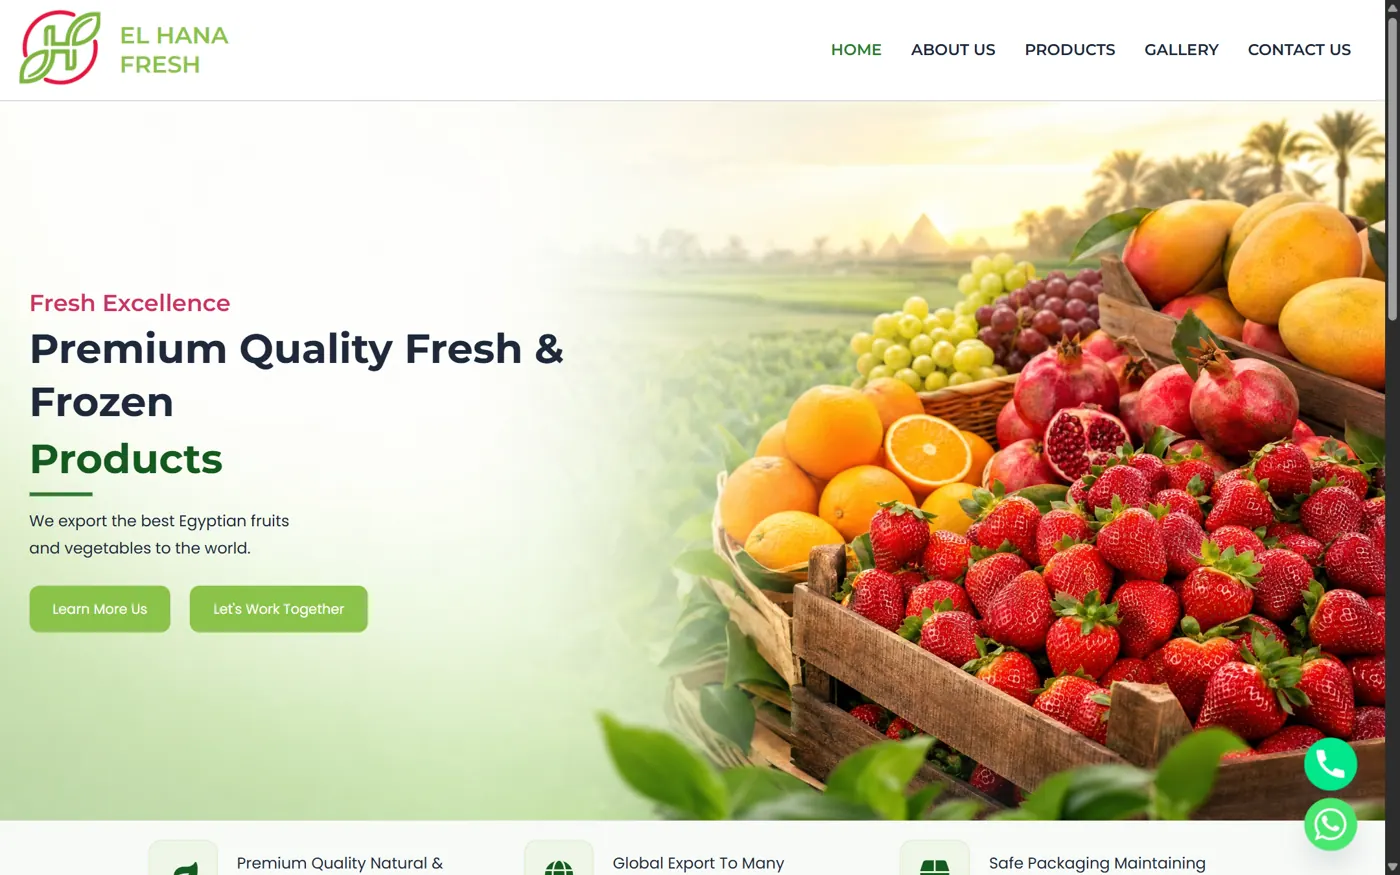 EL HANA
FRESH
HOME
ABOUT US
PRODUCTS
GALLERY
CONTACT US
Fresh Excellence
Premium Quality Fresh &
Frozen
Products
We export the best Egyptian fruits
and vegetables to the world.
Learn More Us
Let's Work Together
Premium Quality Natural &
Global Export To Many
Safe Packaging Maintaining